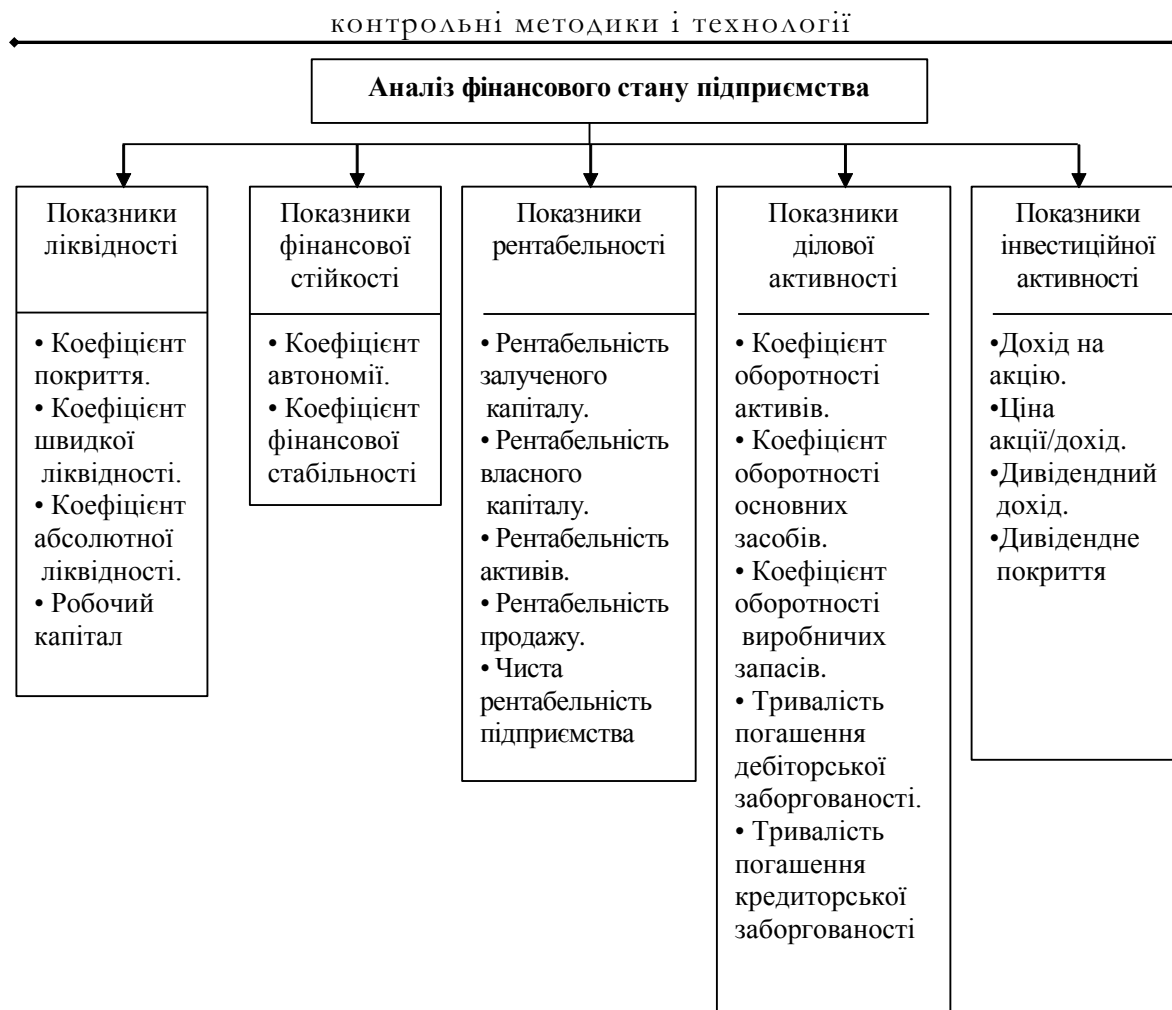 контрольні методики і технології
Аналіз фінансового стану підприємства
Показники
ліквідності
• Коефіцієнт
покриття.
• Коефіцієнт
швидкої
ліквідності.
• Коефіцієнт
абсолютної
ліквідності.
• Робочий
капітал
Показники
фінансової
стійкості
• Коефіцієнт
автономії.
• Коефіцієнт
фінансової
стабільності
Показники
рентабельності
• Рентабельність
залученого
капіталу.
• Рентабельність
власного
капіталу.
• Рентабельність
активів.
• Рентабельність
продажу.
• Чиста
рентабельність
підприємства
Показники
ділової
активності
• Коефіцієнт
оборотності
активів.
• Коефіцієнт
оборотності
основних
засобів.
• Коефіцієнт
оборотності
виробничих
запасів.
• Тривалість
погашення
дебіторської
заборгованості.
• Тривалість
погашення
кредиторської
заборгованості
Показники
інвестиційної
активності
•Дохід на
акцію.
•Ціна
акції/дохід.
•Дивідендний
дохід.
•Дивідендне
покриття